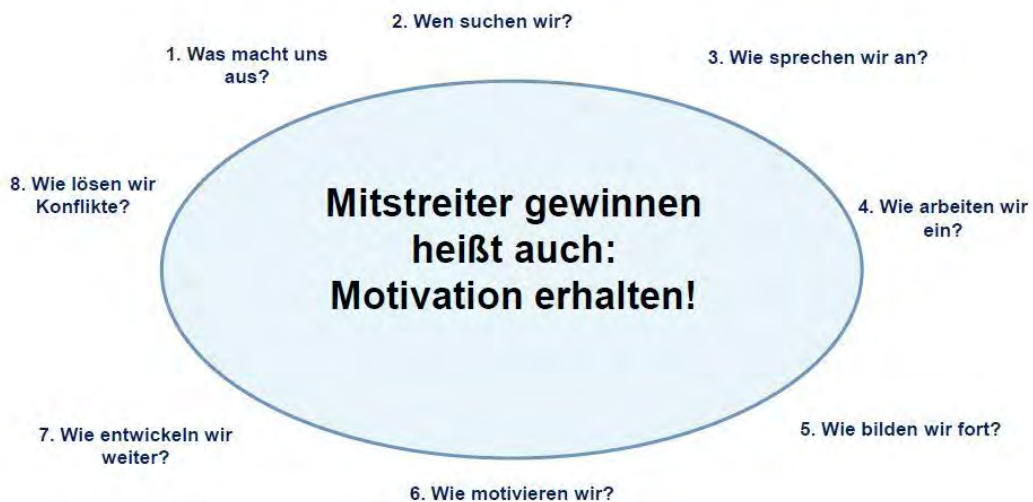 2. Wen suchen wir?
1. Was macht uns
aus?
3. Wie sprechen wir an?
8. Wie lösen wir
Konflikte?
Mitstreiter gewinnen
heißt auch:
Motivation erhalten!
4. Wie arbeiten wir
ein?
7. Wie entwickeln wir
weiter?
5. Wie bilden wir fort?
6. Wie motivieren wir?